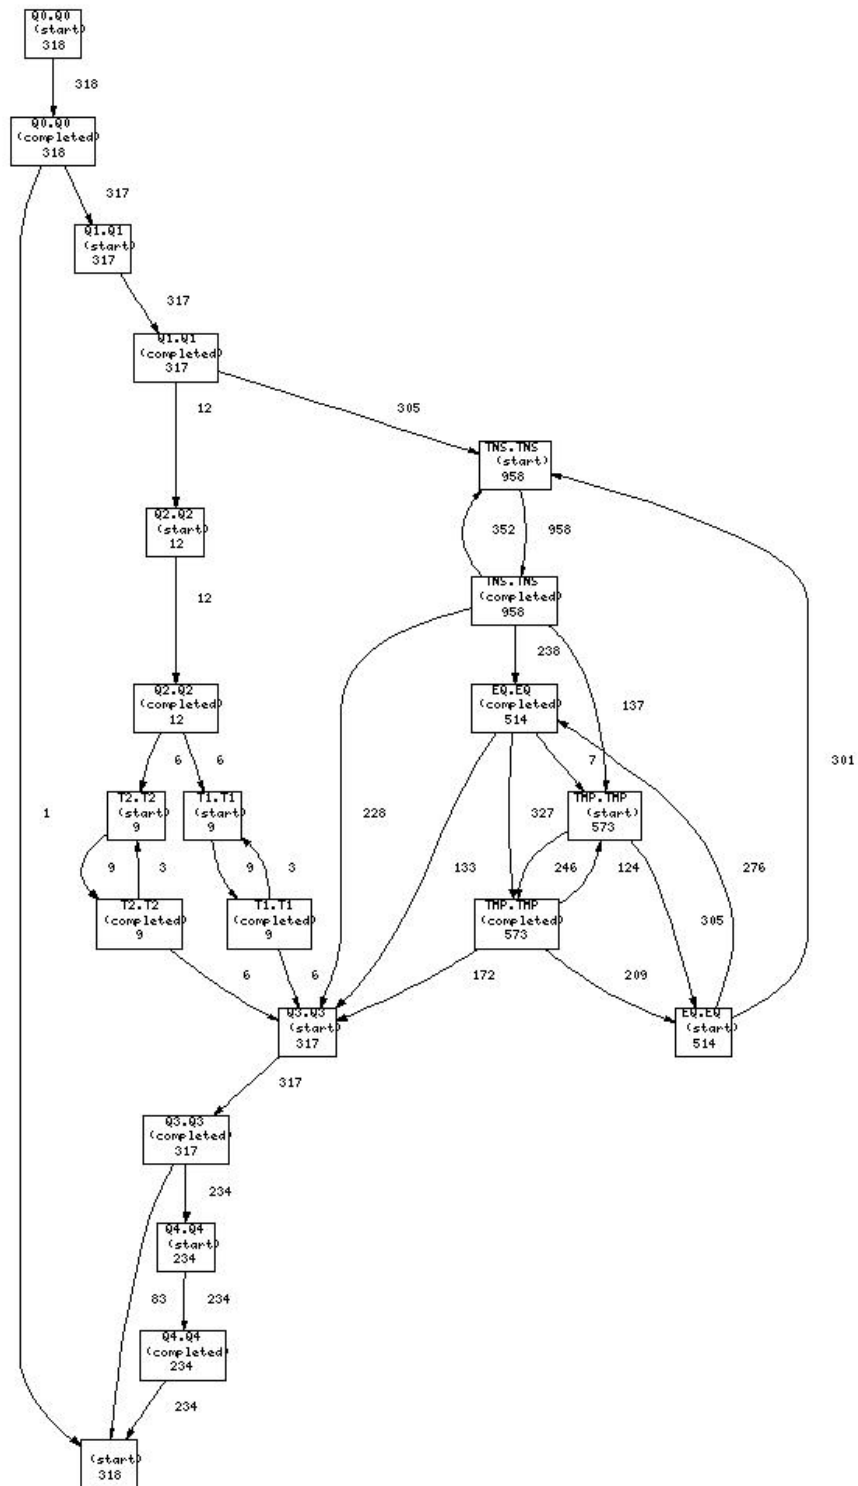 Q0.Q0
(start)
318
318
Q0.Q0
(completed)
318
317
Q1.Q1
(start)
317
317
Q1.Q1
(completed)
317
12
305
TNS.TNS
(start)
958
Q2.Q2
(start)
12
352
958
12
TNS.TNS
(completed)
958
238
137
Q2.Q2
(completed)
12
EQ.EQ
(completed)
514
6
6
7
301
T2.T2
(start)
9
T1.T1
(start)
9
TMP.TMP
(start)
573
1
228
327
9
3
9
3
133
246
124
276
T2.T2
(completed)
9
T1.T1
(completed)
9
TMP.TMP
(completed)
573
305
6
6
172
209
Q3.Q3
(start)
317
EQ.EQ
(start)
514
317
Q3.Q3
(completed)
317
234
Q4.Q4
(start)
234
83
234
Q4.Q4
(completed)
234
234
(start)
318